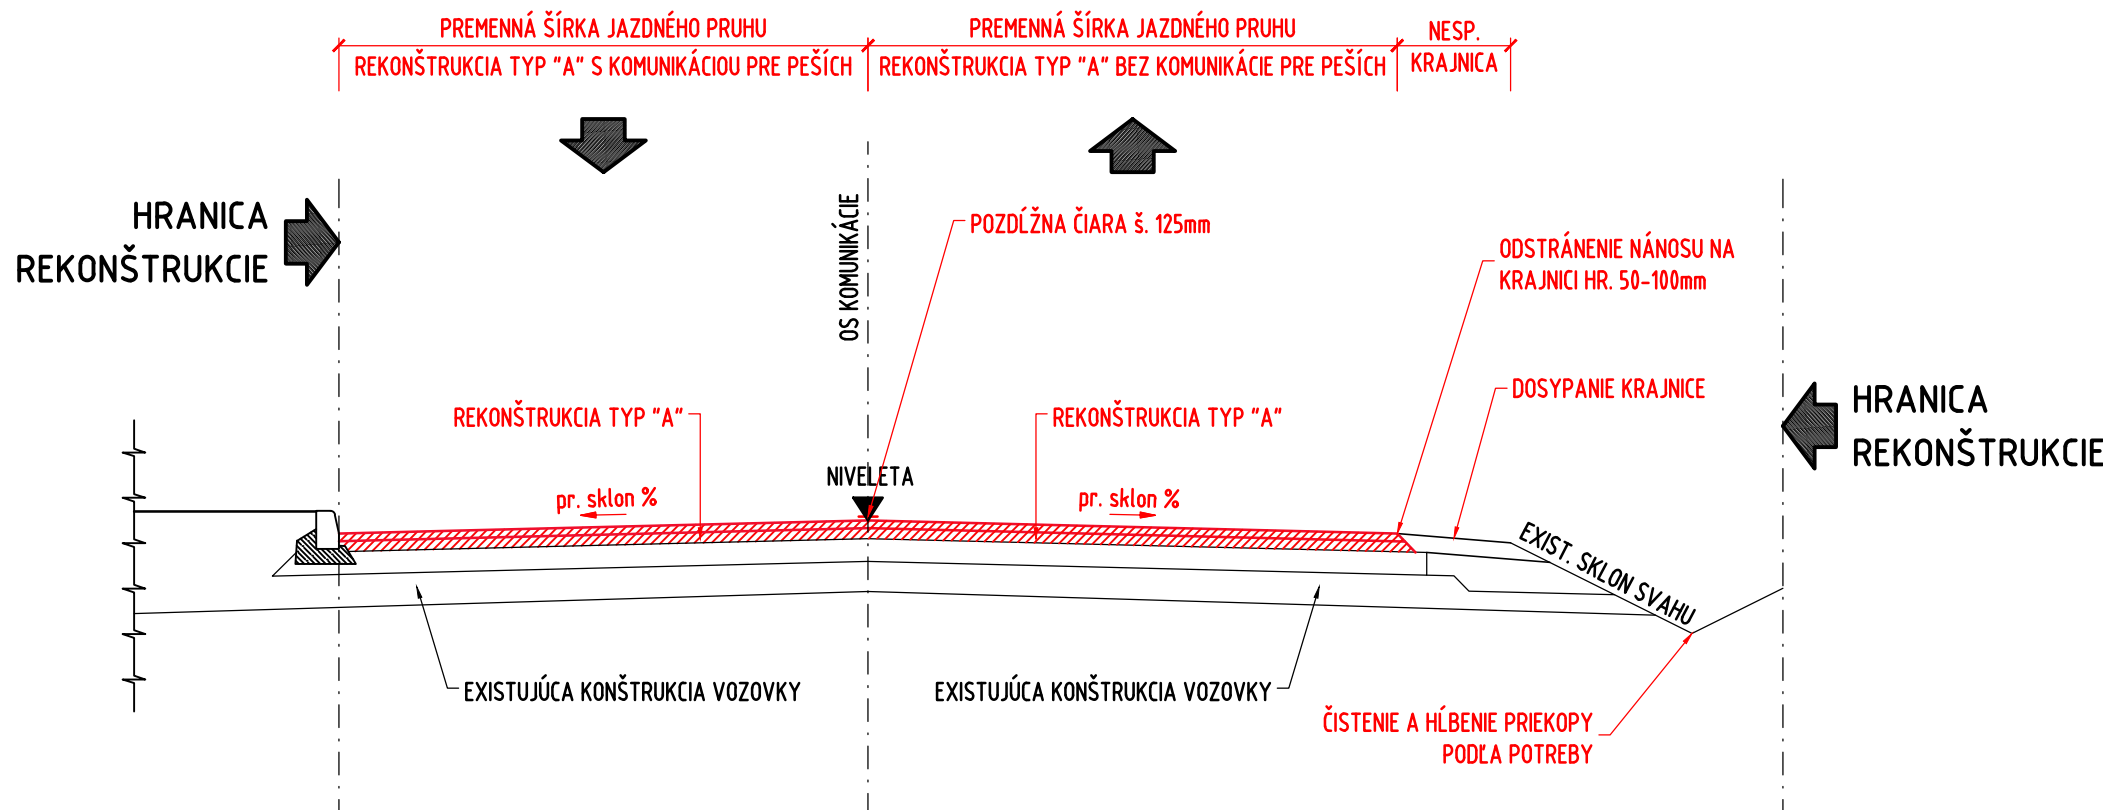 PREMENNÁ ŠÍRKA JAZDNÉHO PRUHU
REKONŠTRUKCIA TYP "A" S KOMUNIKÁCIOU PRE PEŠÍCH
PREMENNÁ ŠÍRKA JAZDNÉHO PRUHU
REKONŠTRUKCIA TYP "A" BEZ KOMUNIKÁCIE PRE PEŠÍCH
NESP.
KRAJNICA
HRANICA
REKONŠTRUKCIE
OS KOMUNIKÁCIE
POZDĹŽNA ČIARA š. 125mm
ODSTRÁNENIE NÁNOSU NA
KRAJNICI HR. 50-100mm
DOSYPANIE KRAJNICE
HRANICA
REKONŠTRUKCIE
REKONŠTRUKCIA TYP "A"
REKONŠTRUKCIA TYP "A"
NIVELETA
pr. sklon %
pr. sklon %
EXIST. SKLON SVAHU
EXISTUJÚCA KONŠTRUKCIA VOZOVKY
EXISTUJÚCA KONŠTRUKCIA VOZOVKY
ČISTENIE A HĹBENIE PRIEKOPY
PODĽA POTREBY